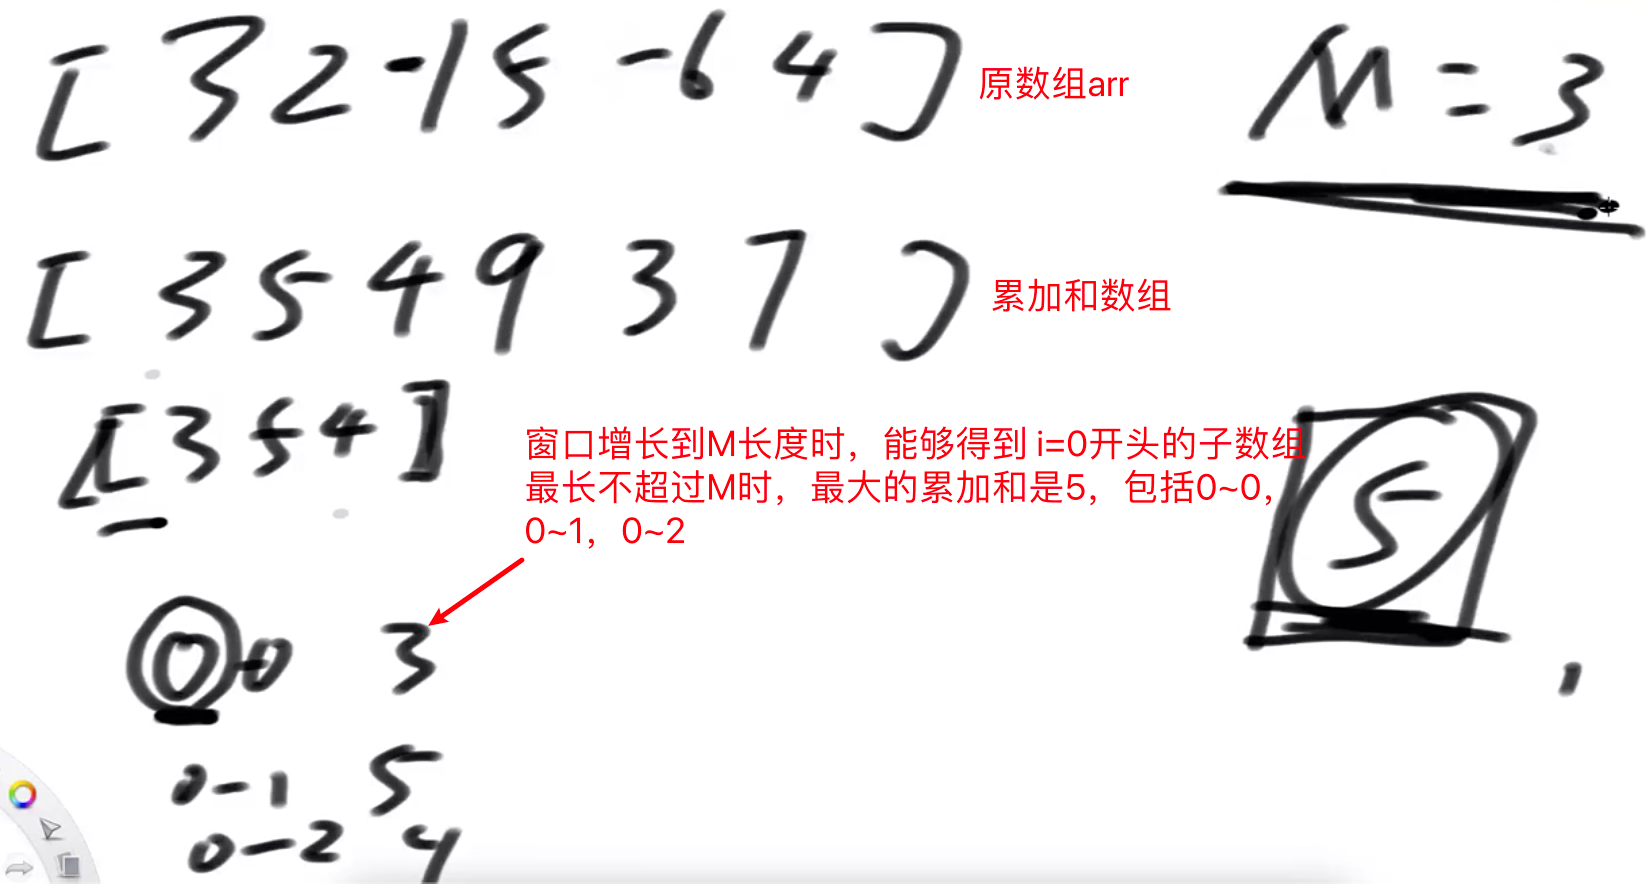 [ 3 2 -1 5 -6 4 ] 原数组arr M = 3
[ 3 5 4 9 3 7 ] 累加和数组
[ 3 5 4 ]
窗口增长到M长度时，能够得到 i=0开头的子数组
最长不超过M时，最大的累加和是5，包括0~0，
0~1，0~2
5
0-0 3
0-1 5
0-2 4